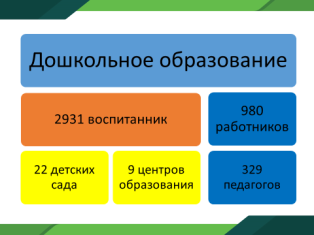 Дошкольное образование
2931 воспитанник
980
работников
22 детских
сада
9 центров
образования
329
педагогов